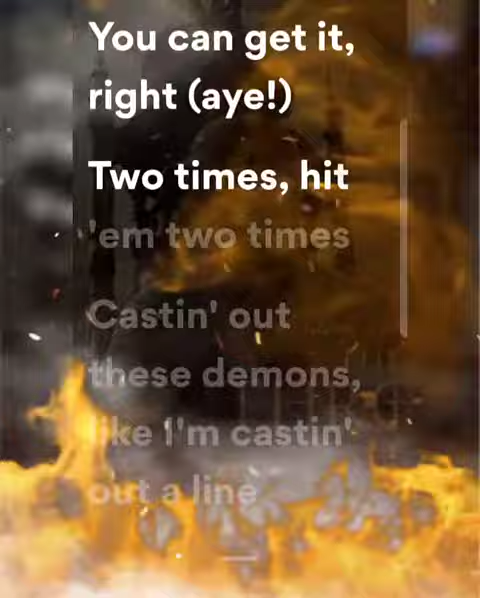 You can get it,
right (aye!)
Two times, hit
'em two times
Castin' out
these demons,
like I'm castin'
out a line